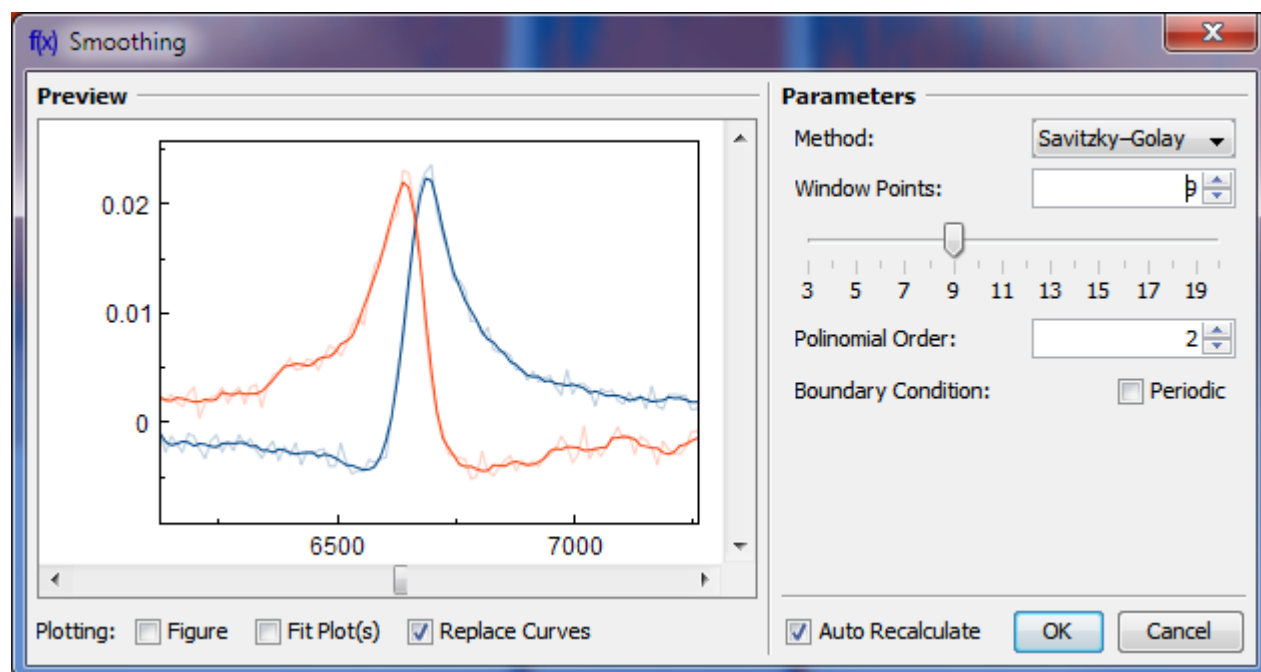 f(x) Smoothing
Preview
0.02
0.01
0
6500 7000
Plotting: Figure Fit Plot(s) Replace Curves
Parameters
Method: Savitzky–Golay
Window Points: 9
3 5 7 9 11 13 15 17 19
Polinomial Order: 2
Boundary Condition: Periodic
Auto Recalculate OK Cancel